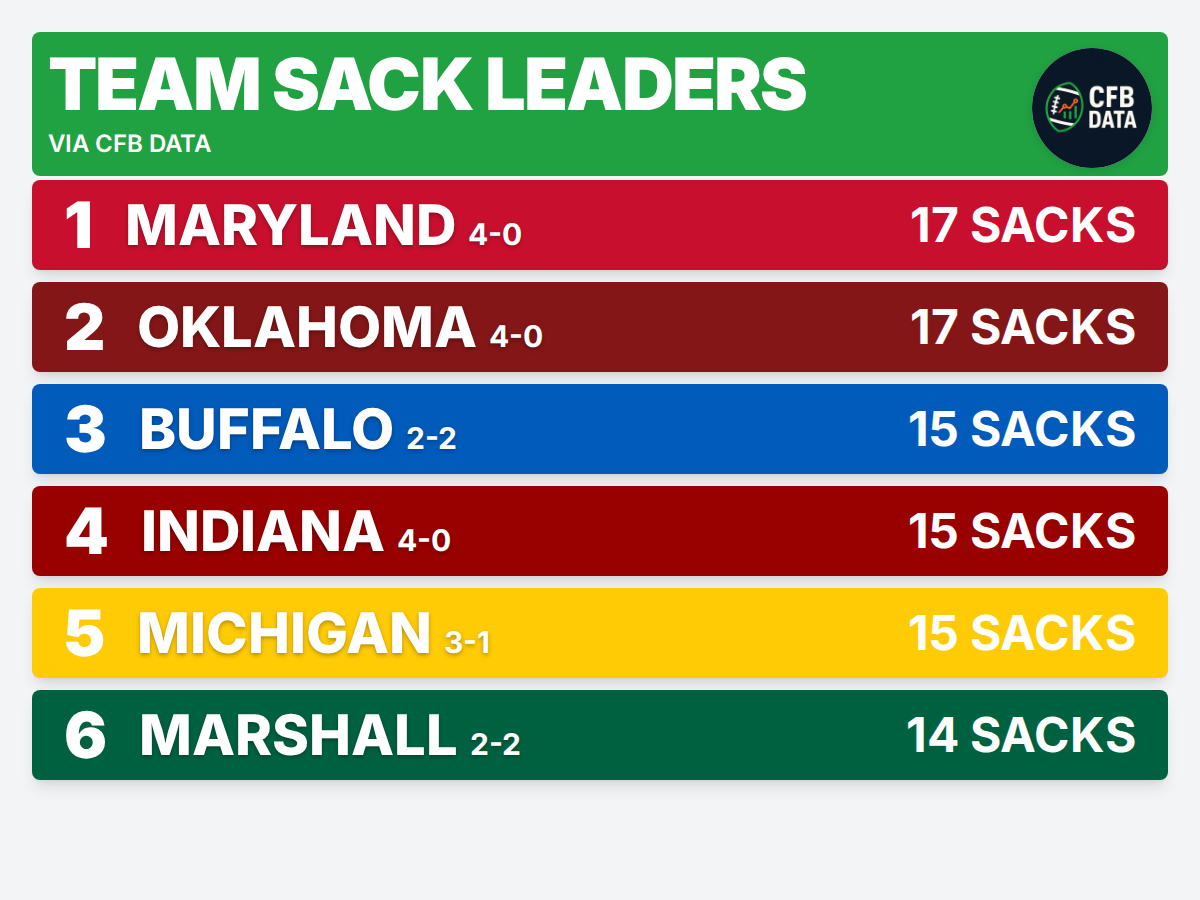 TEAM SACK LEADERS
VIA CFB DATA
CFB
DATA
1 MARYLAND 4-0 17 SACKS
2 OKLAHOMA 4-0 17 SACKS
3 BUFFALO 2-2 15 SACKS
4 INDIANA 4-0 15 SACKS
5 MICHIGAN 3-1 15 SACKS
6 MARSHALL 2-2 14 SACKS